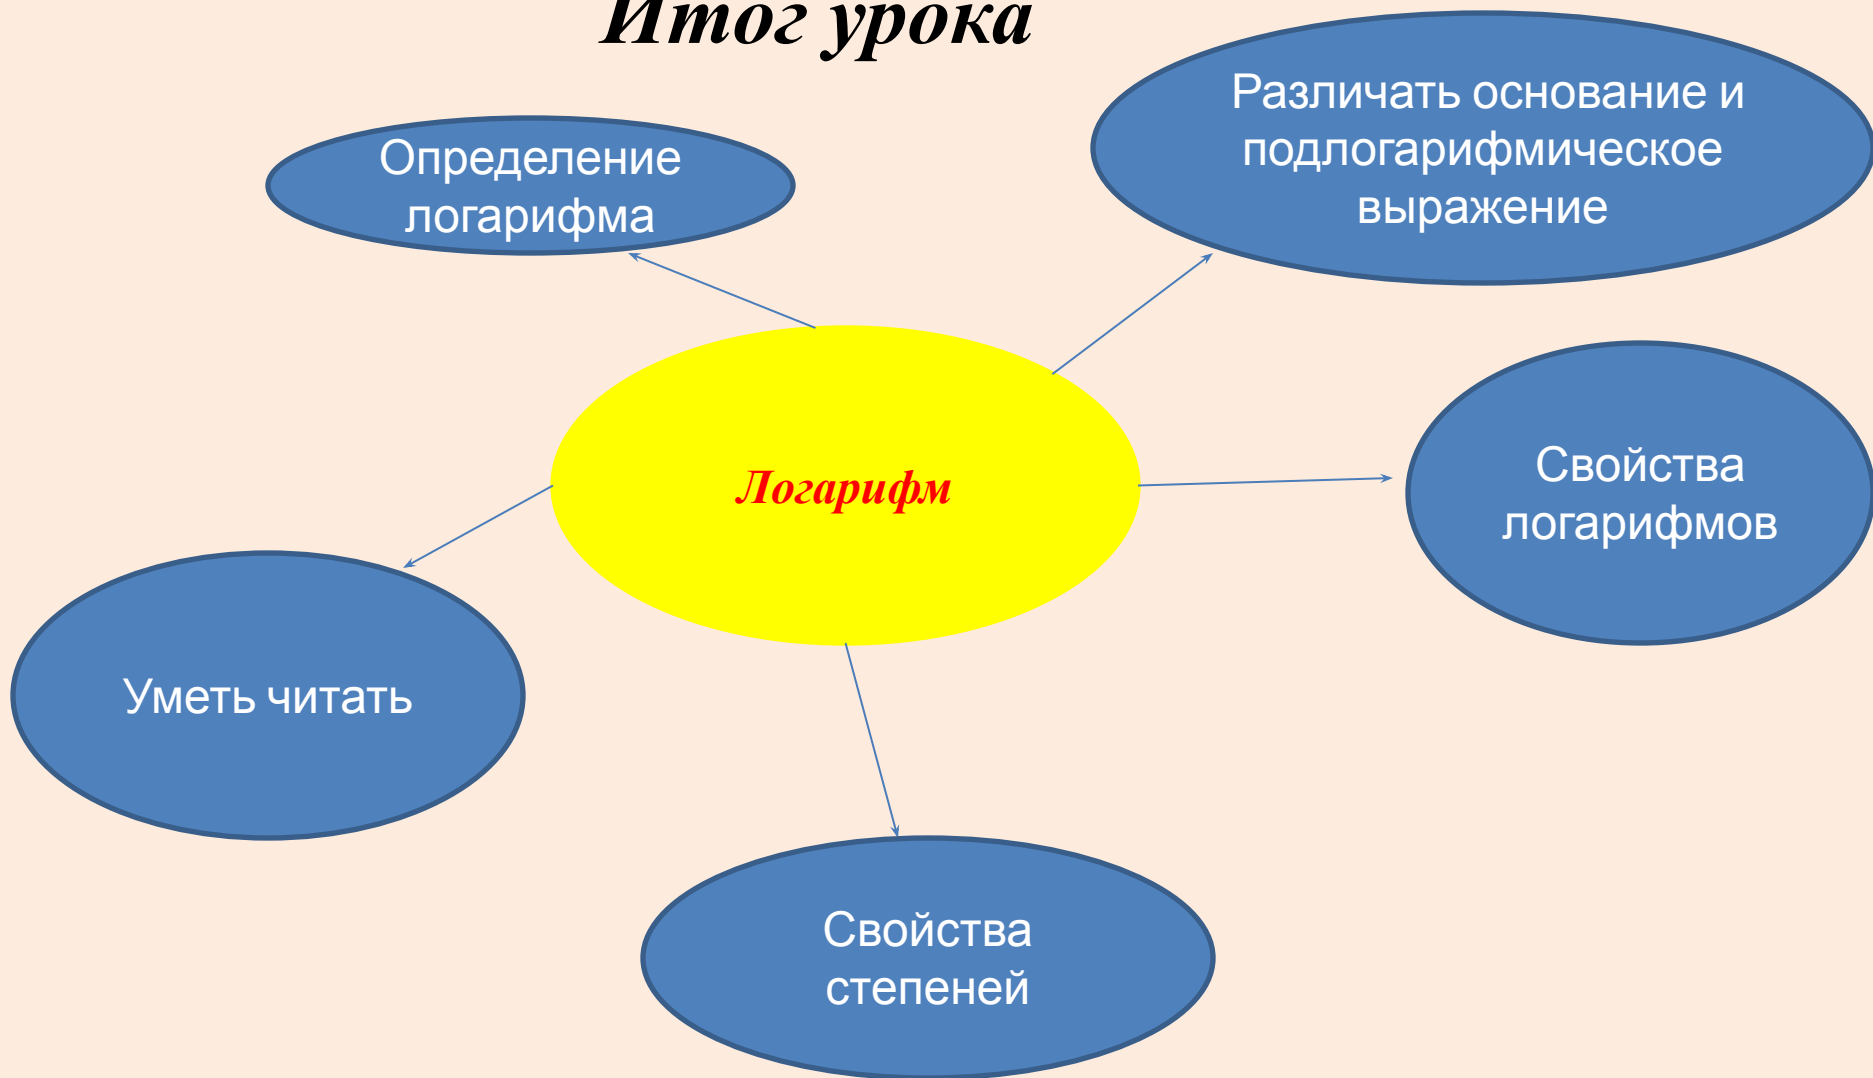 Итог урока
Определение
логарифма
Различать основание и
подлогарифмическое
выражение
Логарифм
Свойства
логарифмов
Уметь читать
Свойства
степеней